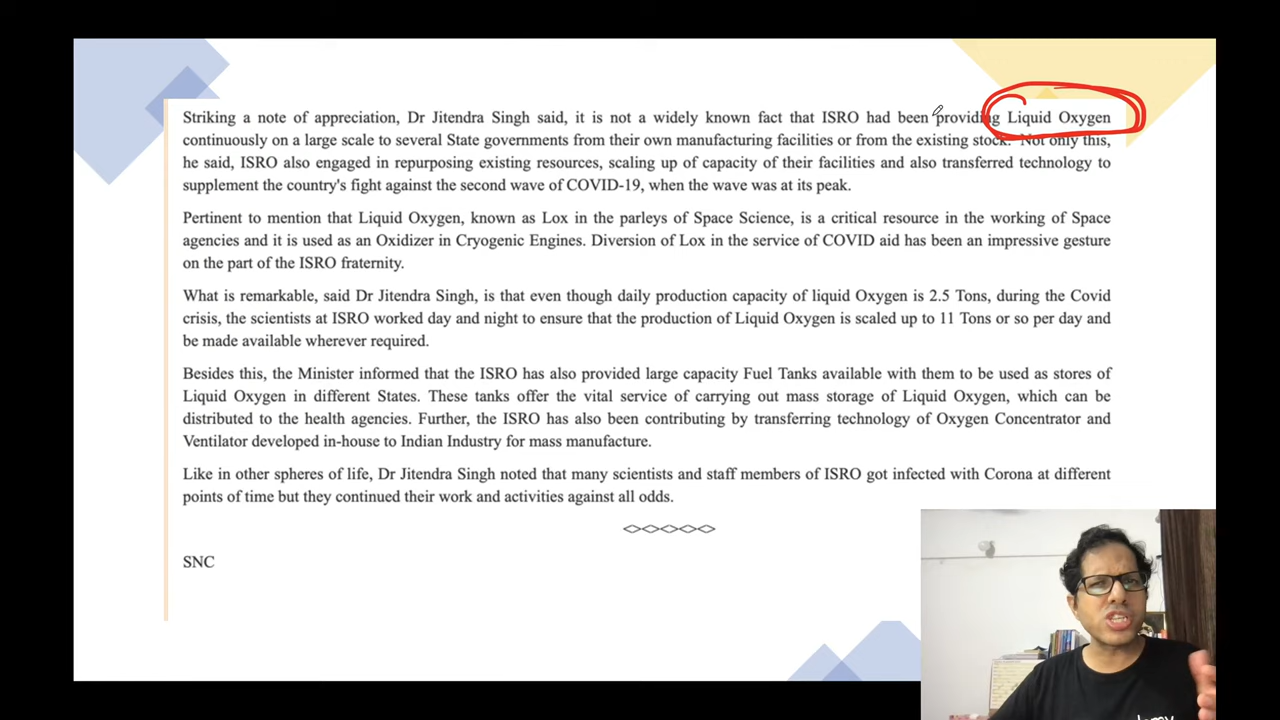 Striking a note of appreciation, Dr Jitendra Singh said, it is not a widely known fact that ISRO had been providing Liquid Oxygen
continuously on a large scale to several State governments from their own manufacturing facilities or from the existing stock. Not only this,
he said, ISRO also engaged in repurposing existing resources, scaling up of capacity of their facilities and also transferred technology to
supplement the country's fight against the second wave of COVID-19, when the wave was at its peak.
Pertinent to mention that Liquid Oxygen, known as Lox in the parleys of Space Science, is a critical resource in the working of Space
agencies and it is used as an Oxidizer in Cryogenic Engines. Diversion of Lox in the service of COVID aid has been an impressive gesture
on the part of the ISRO fraternity.
What is remarkable, said Dr Jitendra Singh, is that even though daily production capacity of liquid Oxygen is 2.5 Tons, during the Covid
crisis, the scientists at ISRO worked day and night to ensure that the production of Liquid Oxygen is scaled up to 11 Tons or so per day and
be made available wherever required.
Besides this, the Minister informed that the ISRO has also provided large capacity Fuel Tanks available with them to be used as stores of
Liquid Oxygen in different States. These tanks offer the vital service of carrying out mass storage of Liquid Oxygen, which can be
distributed to the health agencies. Further, the ISRO has also been contributing by transferring technology of Oxygen Concentrator and
Ventilator developed in-house to Indian Industry for mass manufacture.
Like in other spheres of life, Dr Jitendra Singh noted that many scientists and staff members of ISRO got infected with Corona at different
points of time but they continued their work and activities against all odds.
SNC